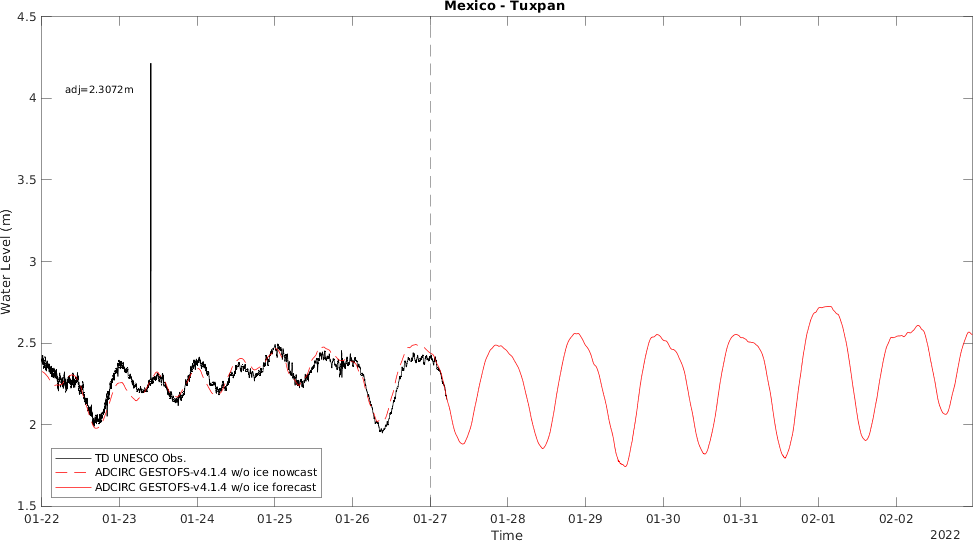 Mexico - Tuxpan
4.5
4
3.5
3
2.5
2
1.5
Water Level (m)
adj=2.3072m
TD UNESCO Obs.
ADCIRC GESTOFS-v4.1.4 w/o ice nowcast
ADCIRC GESTOFS-v4.1.4 w/o ice forecast
01-22 01-23 01-24 01-25 01-26 01-27 01-28 01-29 01-30 01-31 02-01 02-02
Time
2022